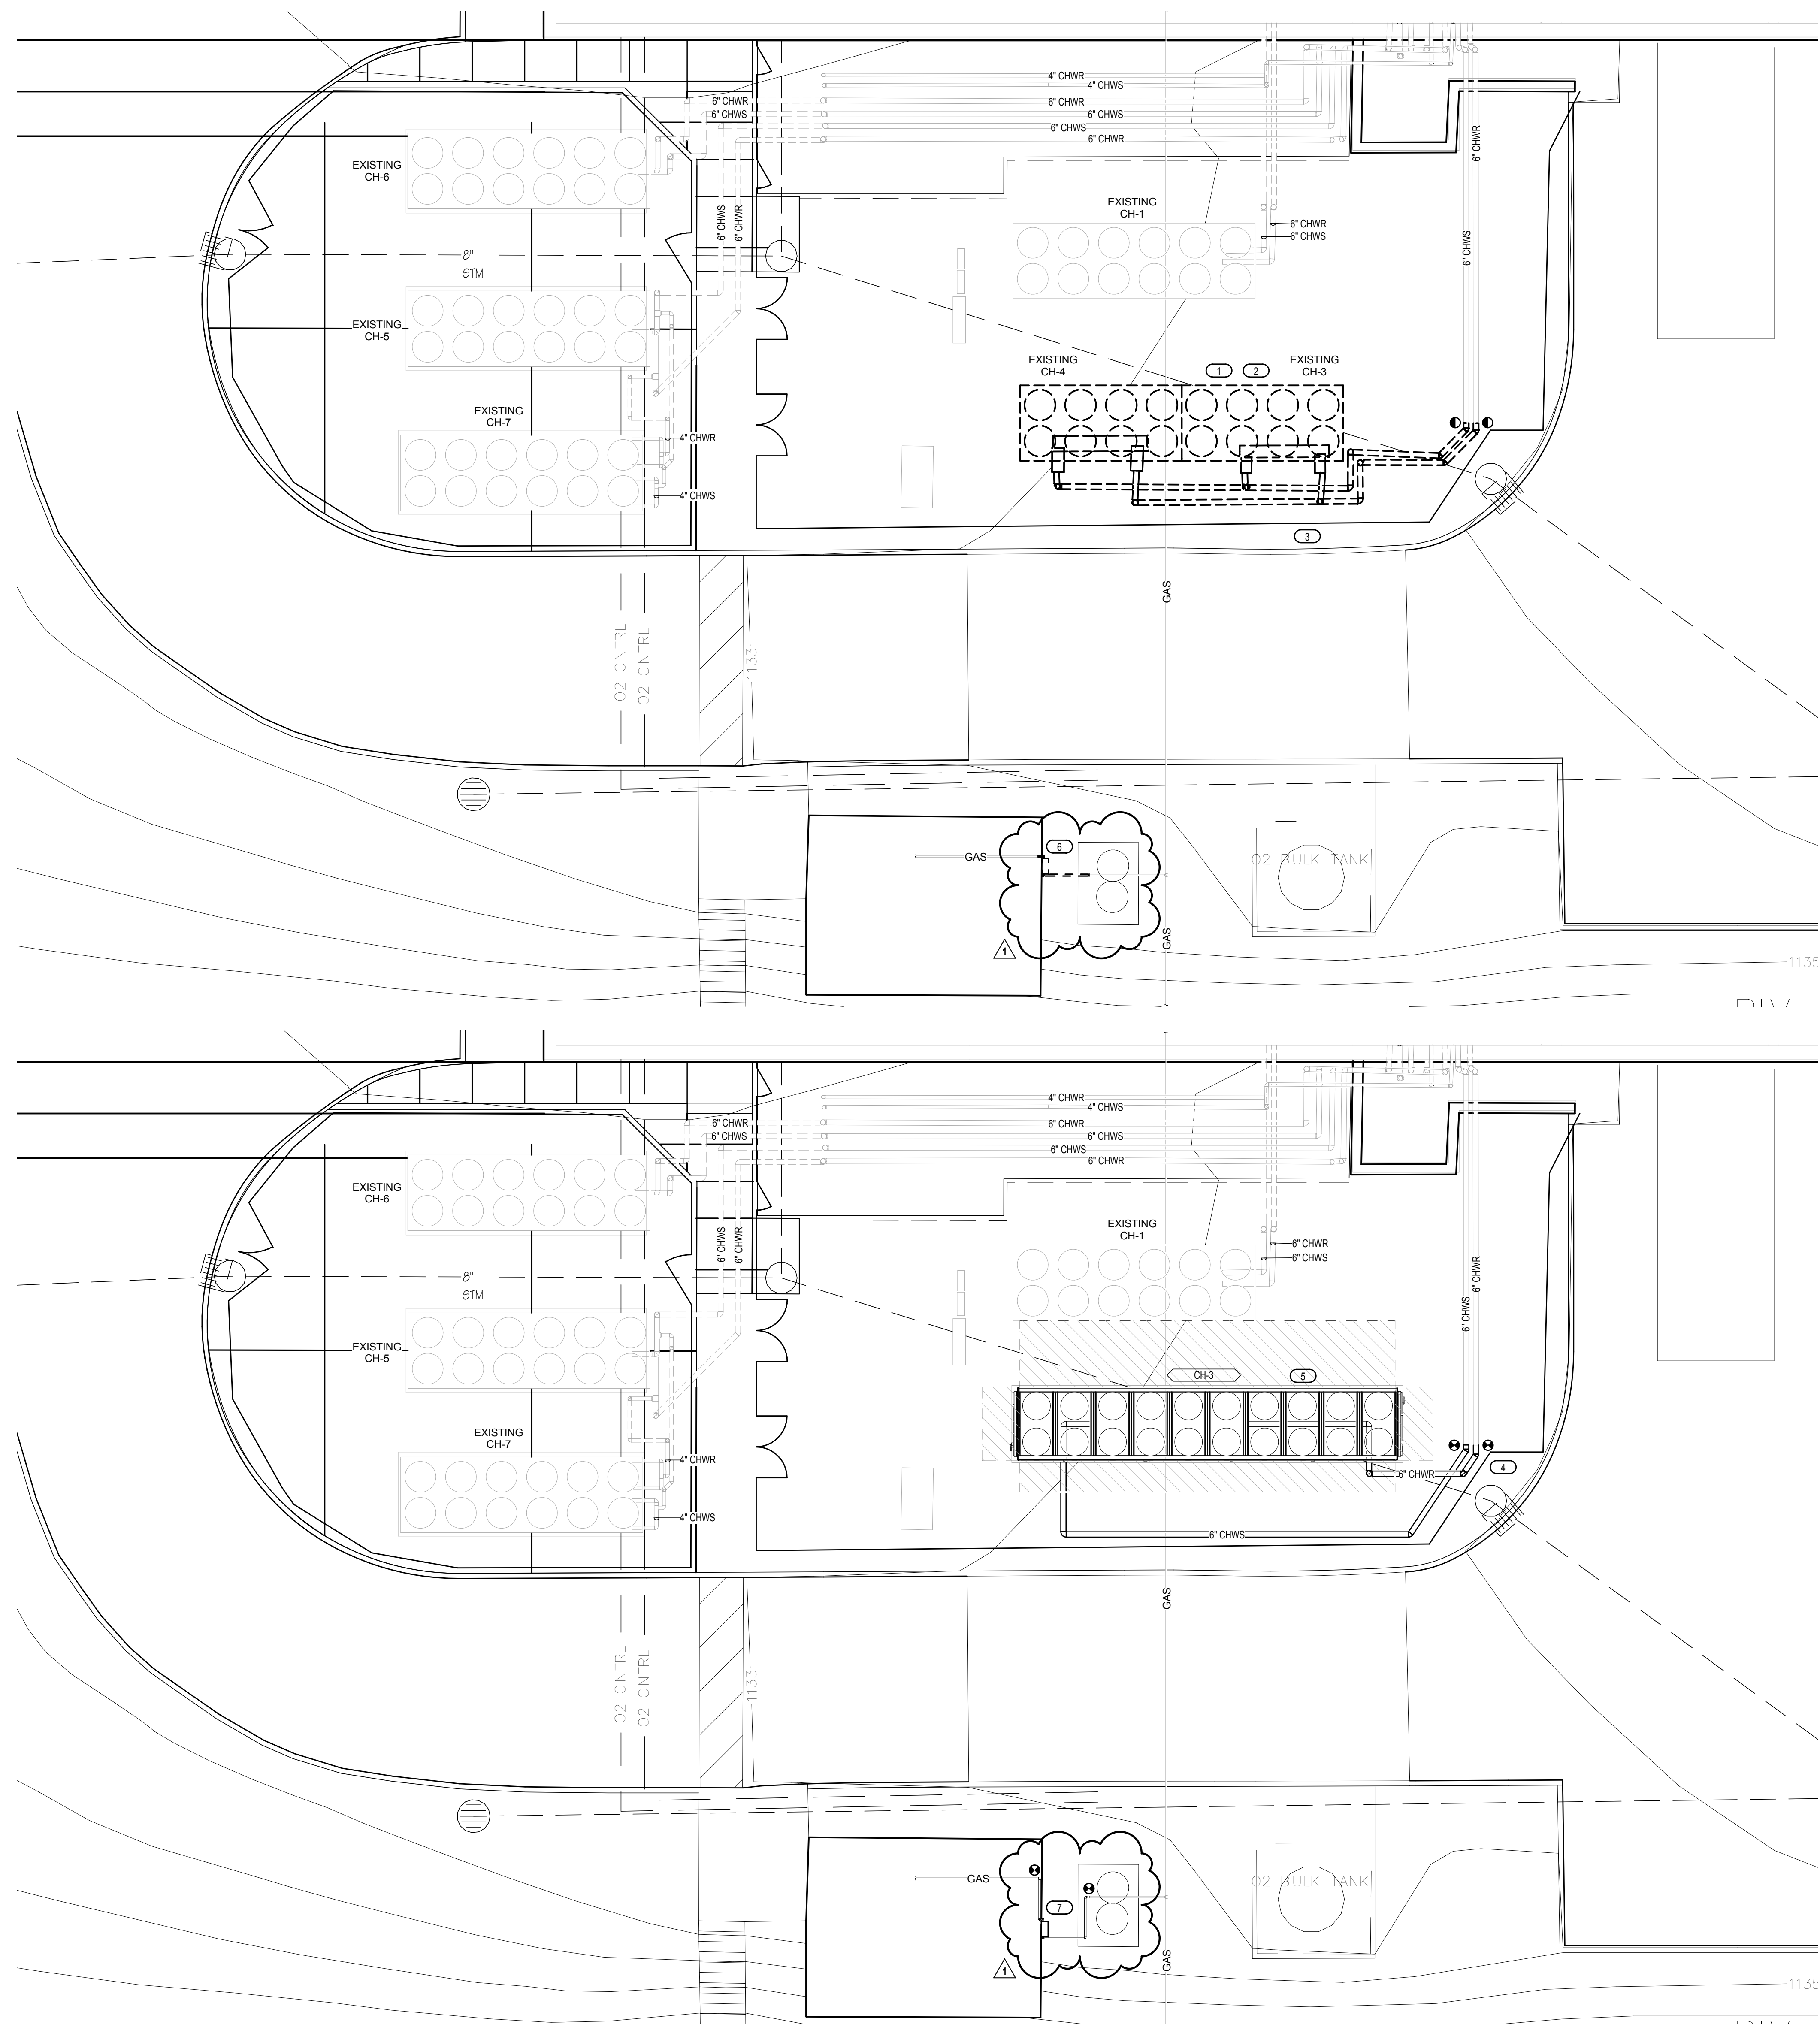 4" CHWR
4" CHWS
6" CHWR
6" CHWS
6" CHWR
6" CHWS
6" CHWS
6" CHWR
EXISTING
CH-6
6" CHWR
EXISTING
CH-1
6" CHWS
6" CHWR
6" CHWR
6" CHWS
6" CHWS
8"
STM
EXISTING
CH-5
EXISTING
CH-4
1
2
EXISTING
CH-3
EXISTING
CH-7
4" CHWR
4" CHWS
3
GAS
O2 CNTRL
O2 CNTRL
1133
6
GAS
O2 BULK TANK
GAS
1
1135
4" CHWR
4" CHWS
6" CHWR
6" CHWS
6" CHWR
6" CHWS
6" CHWS
6" CHWR
EXISTING
CH-6
6" CHWR
EXISTING
CH-1
6" CHWS
6" CHWR
6" CHWR
6" CHWS
6" CHWS
8"
STM
EXISTING
CH-5
CH-3
5
EXISTING
CH-7
4" CHWR
6" CHWR
4
4" CHWS
6" CHWS
GAS
O2 CNTRL
O2 CNTRL
1133
GAS
O2 BULK TANK
7
GAS
1
1135